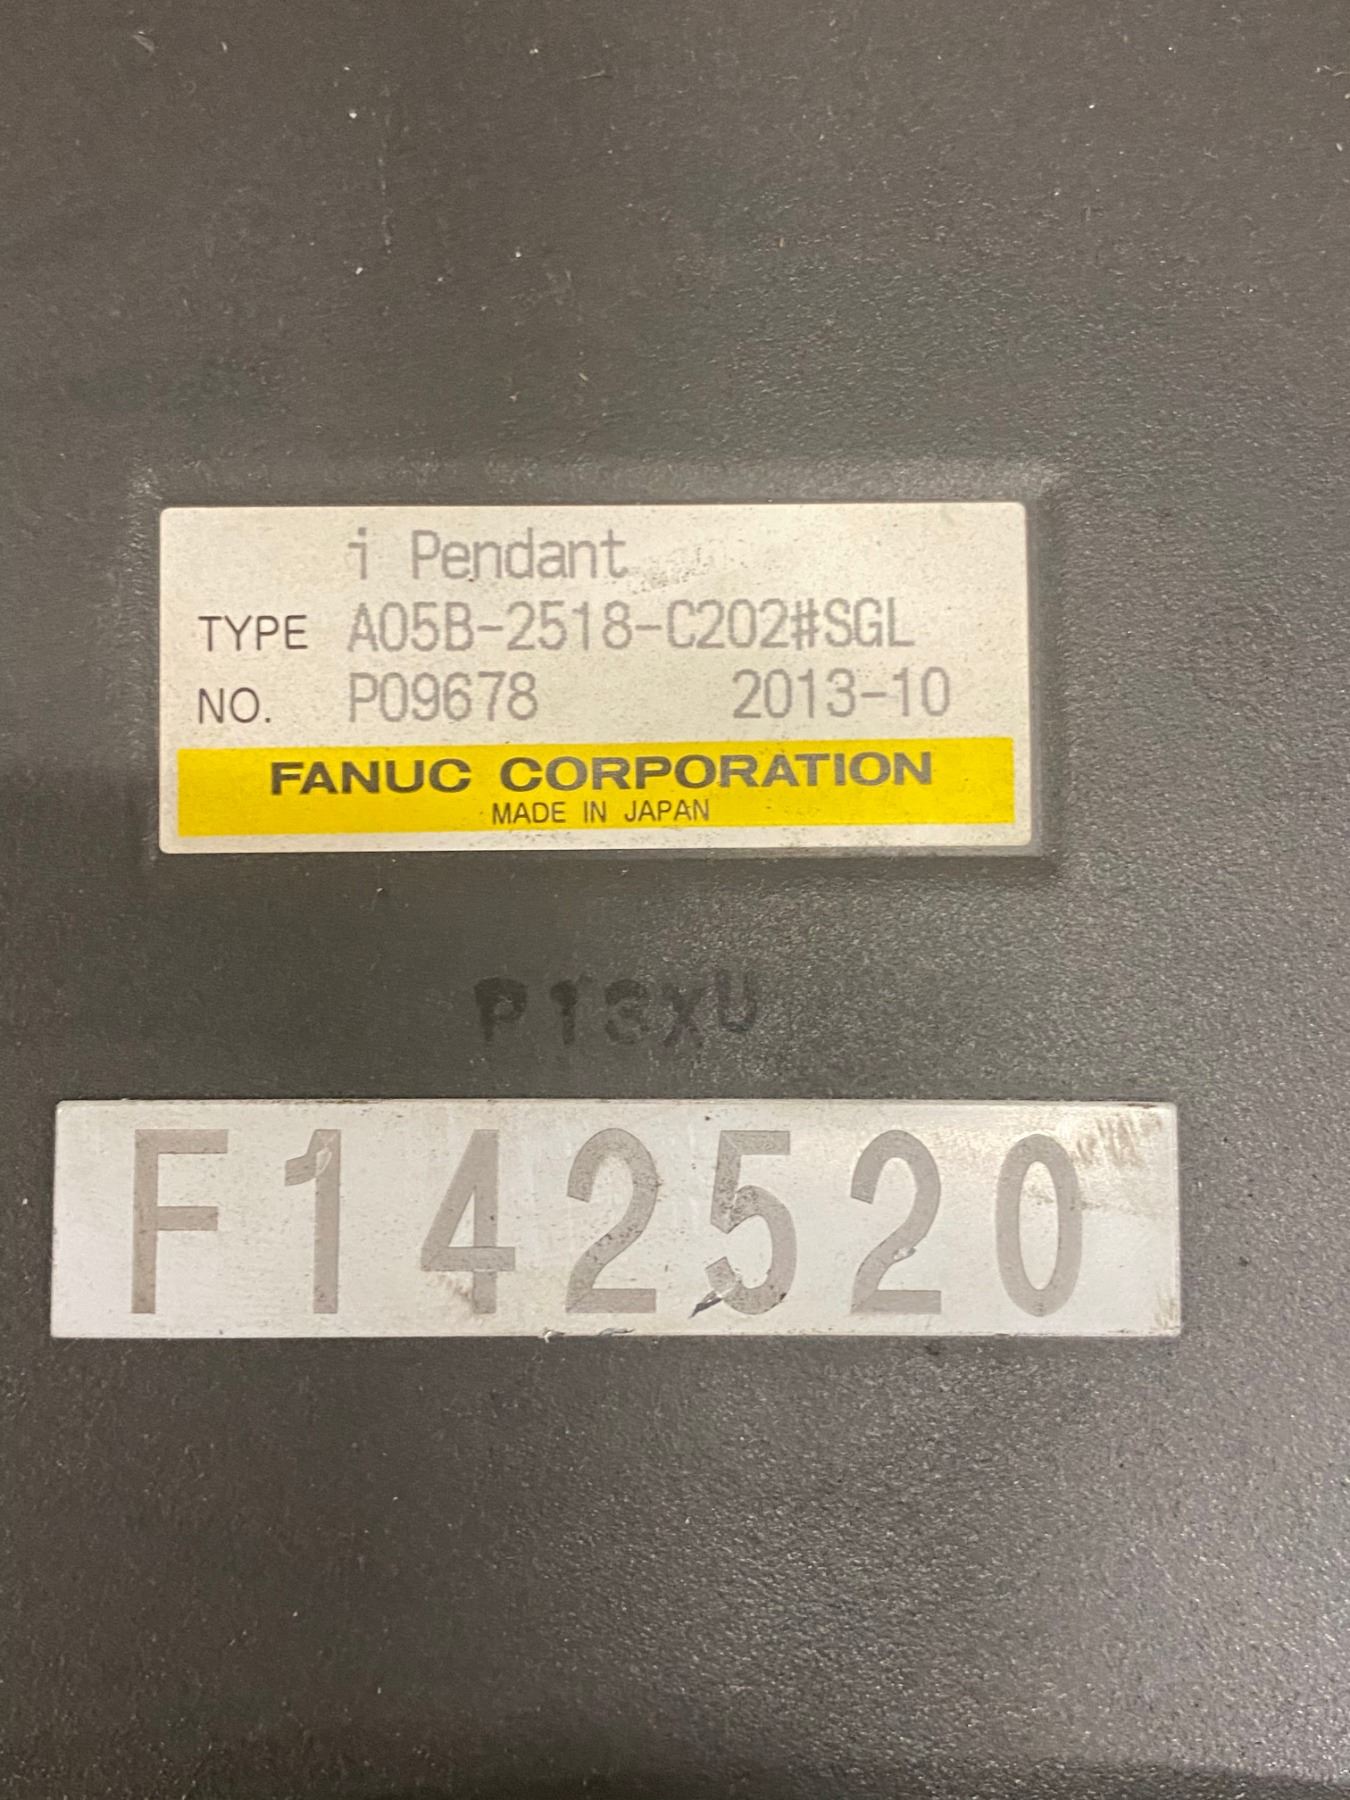 i Pendant
TYPE A05B-2518-C202#SGL
NO. P09678 2013-10
FANUC CORPORATION
MADE IN JAPAN
P13XU
F142520